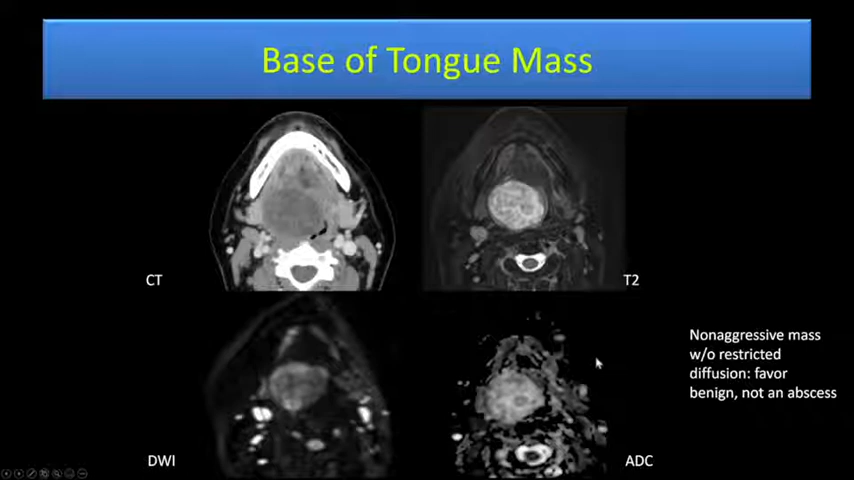 Base of Tongue Mass
CT
T2
Nonaggressive mass
w/o restricted
diffusion: favor
benign, not an abscess
DWI
ADC